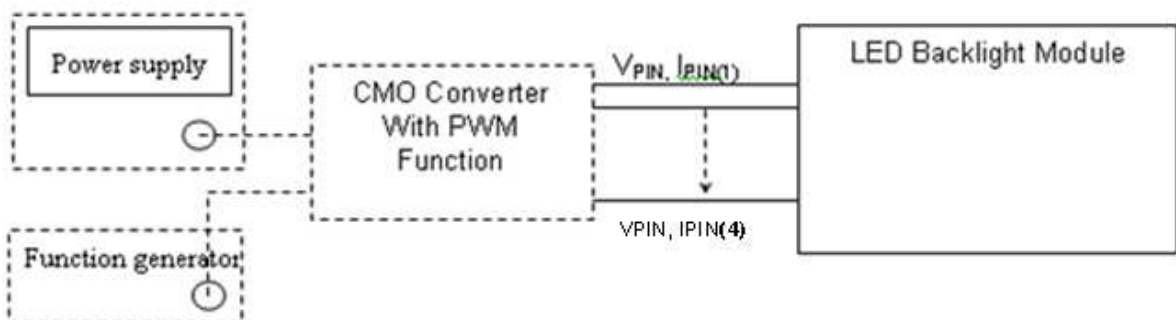 Power supply
CMO Converter
With PWM
Function
VPIN, IPIN(1)
LED Backlight Module
VPIN, IPIN(4)
Function generator